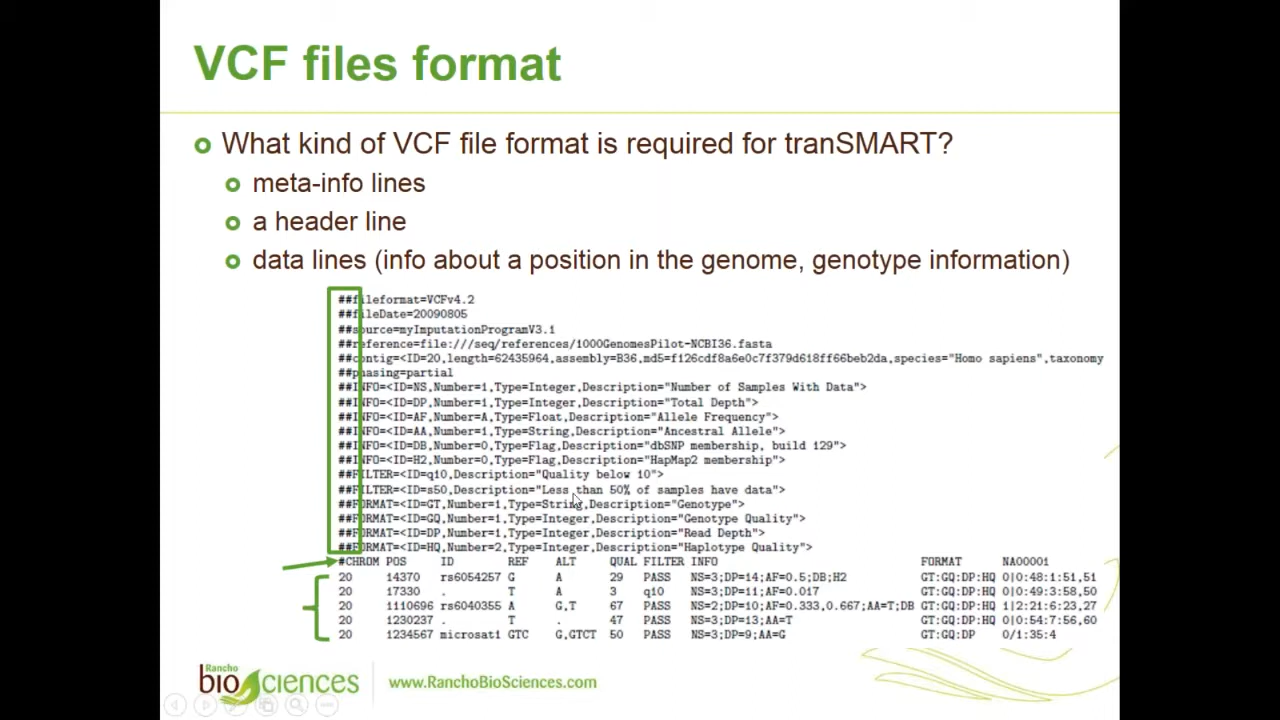 VCF files format
What kind of VCF file format is required for tranSMART?
meta-info lines
a header line
data lines (info about a position in the genome, genotype information)
##fileformat=VCFv4.2
##fileDate=20090805
##source=myImputationProgramV3.1
##reference=file:///seq/references/1000GenomesPilot-NCBI36.fasta
##contig=<ID=20,length=62435964,assembly=B36,md5=f126cdf8a6e0c7f379d618ff66beb2da,species="Homo sapiens",taxonomy
##phasing=partial
##INFO=<ID=NS,Number=1,Type=Integer,Description="Number of Samples With Data">
##INFO=<ID=DP,Number=1,Type=Integer,Description="Total Depth">
##INFO=<ID=AF,Number=A,Type=Float,Description="Allele Frequency">
##INFO=<ID=AA,Number=1,Type=String,Description="Ancestral Allele">
##INFO=<ID=DB,Number=0,Type=Flag,Description="dbSNP membership, build 129">
##INFO=<ID=H2,Number=0,Type=Flag,Description="HapMap2 membership">
##FILTER=<ID=q10,Description="Quality below 10">
##FILTER=<ID=s50,Description="Less than 50% of samples have data">
##FORMAT=<ID=GT,Number=1,Type=String,Description="Genotype">
##FORMAT=<ID=GQ,Number=1,Type=Integer,Description="Genotype Quality">
##FORMAT=<ID=DP,Number=1,Type=Integer,Description="Read Depth">
##FORMAT=<ID=HQ,Number=2,Type=Integer,Description="Haplotype Quality">
#CHROM POS ID REF ALT QUAL FILTER INFO FORMAT NA00001
20 14370 rs6054257 G A 29 PASS NS=3;DP=14;AF=0.5;DB;H2 GT:GQ:DP:HQ 0|0:48:1:51,51
20 17330 . T A 3 q10 NS=3;DP=11;AF=0.017 GT:GQ:DP:HQ 0|0:49:3:58,50
20 1110696 rs6040355 A G,T 67 PASS NS=2;DP=10;AF=0.333,0.667;AA=T;DB GT:GQ:DP:HQ 1|2:21:6:23,27
20 1230237 . T . 47 PASS NS=3;DP=13;AA=T GT:GQ:DP:HQ 0|0:54:7:56,60
20 1234567 microsat1 GTC G,GTCT 50 PASS NS=3;DP=9;AA=G GT:GQ:DP 0/1:35:4
Rancho
biosciences
www.RanchoBioSciences.com